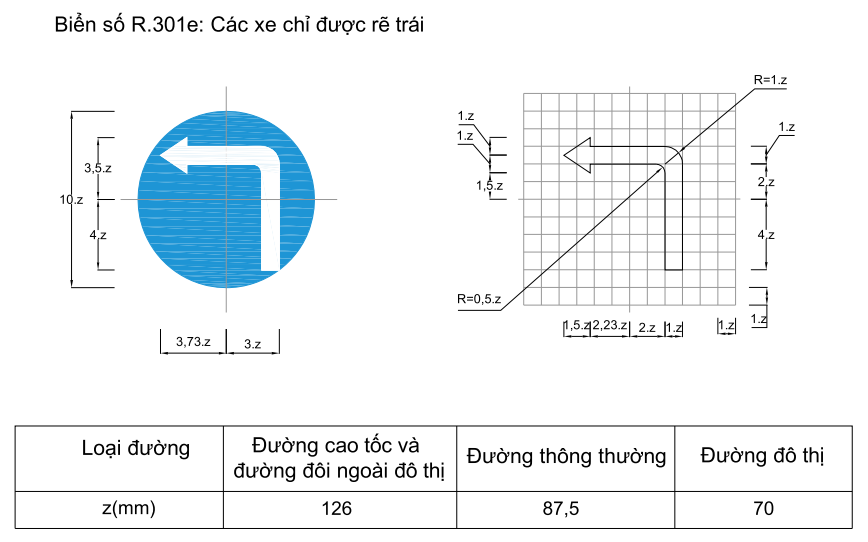 Biển số R.301e: Các xe chỉ được rẽ trái
R=1.z
1.z
1.z
1,5.z
3,5.z
10.z
4.z
1.z
2.z
4.z
1.z
R=0,5.z
3,73.z
3.z
1,5.z
2,23.z
2.z
1.z
1.z
Loại đường
Đường cao tốc và
đường đôi ngoài đô thị
Đường thông thường
Đường đô thị
z(mm)
126
87,5
70